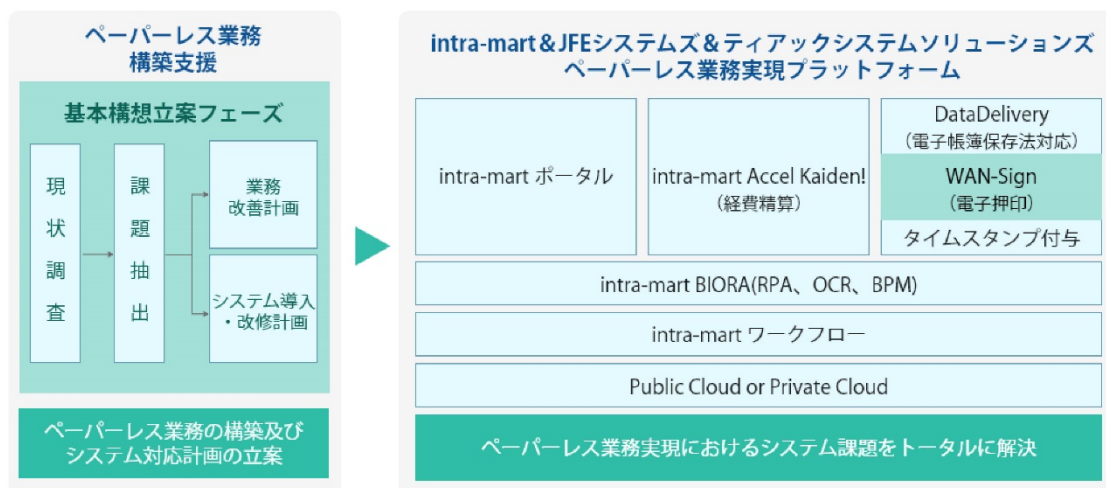 ペーパーレス業務
構築支援
基本構想立案フェーズ
現状調査
課題抽出
業務
改善計画
システム導入
・改修計画
ペーパーレス業務の構築及び
システム対応計画の立案
intra-mart&JFEシステムズ&ティアックシステムソリューションズ
ペーパーレス業務実現プラットフォーム
intra-mart ポータル
intra-mart Accel Kaiden!
（経費精算）
DataDelivery
（電子帳簿保存法対応）
WAN-Sign
（電子押印）
タイムスタンプ付与
intra-mart BIORA(RPA、OCR、BPM)
intra-mart ワークフロー
Public Cloud or Private Cloud
ペーパーレス業務実現におけるシステム課題をトータルに解決